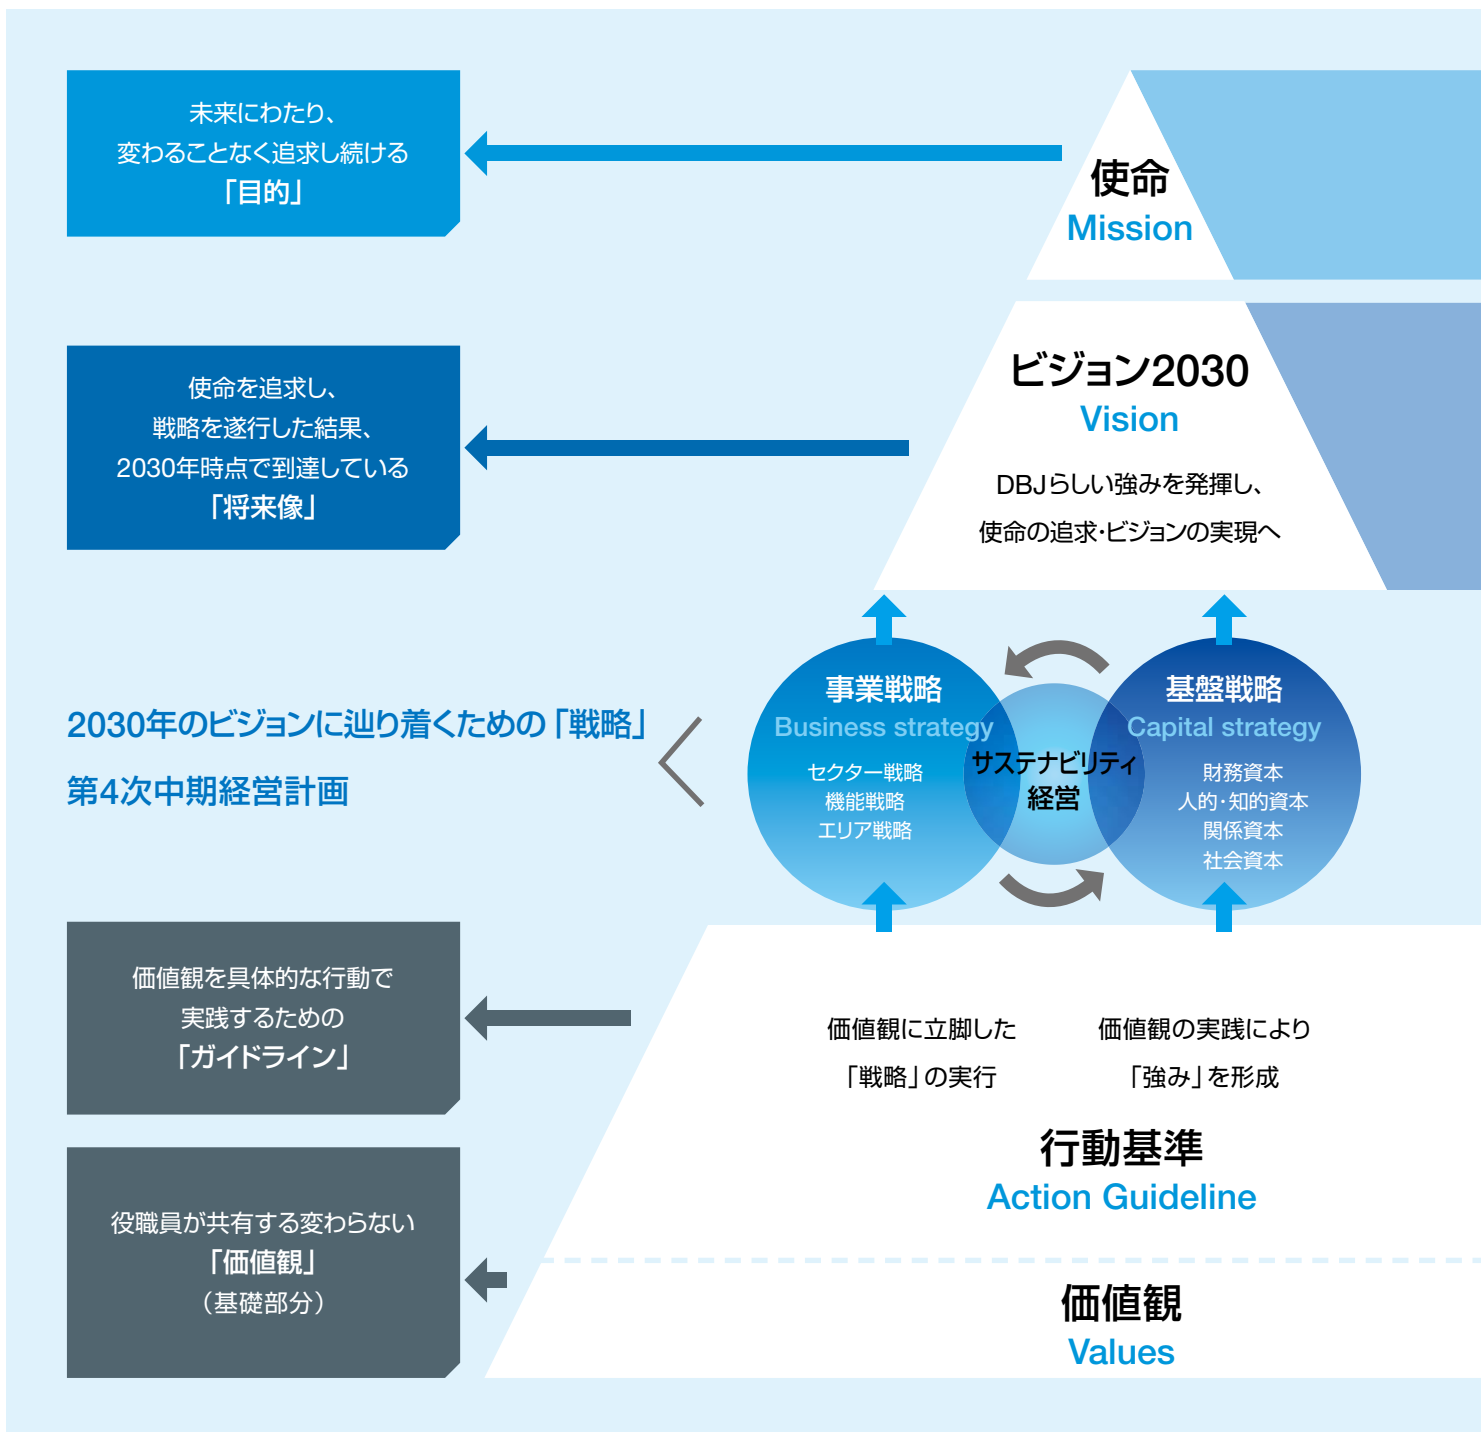 未来にわたり、
変わることなく追求し続ける
「目的」
使命
Mission
使命を追求し、
戦略を遂行した結果、
2030年時点で到達している
「将来像」
ビジョン2030
Vision
DBJらしい強みを発揮し、
使命の追求・ビジョンの実現へ
2030年のビジョンに辿り着くための「戦略」
第4次中期経営計画
事業戦略
Business strategy
セクター戦略
機能戦略
エリア戦略
サステナビリティ
経営
基盤戦略
Capital strategy
財務資本
人的・知的資本
関係資本
社会資本
価値観を具体的な行動で
実践するための
「ガイドライン」
価値観に立脚した
「戦略」の実行
価値観の実践により
「強み」を形成
行動基準
Action Guideline
役職員が共有する変わらない
「価値観」
（基礎部分）
価値観
Values